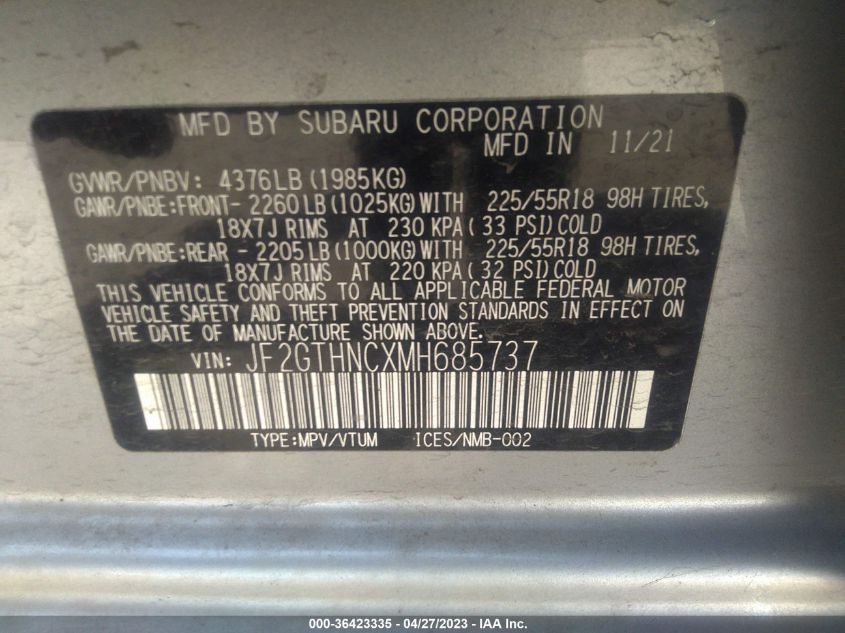 MFD BY SUBARU CORPORATION
MFD IN 11/21
GVWR/PNBV: 4376LB (1985KG)
GAWR/PNBE:FRONT- 2260LB (1025KG) WITH 225/55R18 98H TIRES,
18X7J RIMS AT 230 KPA( 33 PSI) COLD
GAWR/PNBE:REAR - 2205LB (1000KG) WITH 225/55R18 98H TIRES,
18X7J RIMS AT 220 KPA( 32 PSI) COLD
THIS VEHICLE CONFORMS TO ALL APPLICABLE FEDERAL MOTOR
VEHICLE SAFETY AND THEFT PREVENTION STANDARDS IN EFFECT ON
THE DATE OF MANUFACTURE SHOWN ABOVE.
VIN: JF2GTHNCXMH685737
TYPE:MPV/VTUM ICES/NMB-002
000-36423335 - 04/27/2023 - IAA Inc.